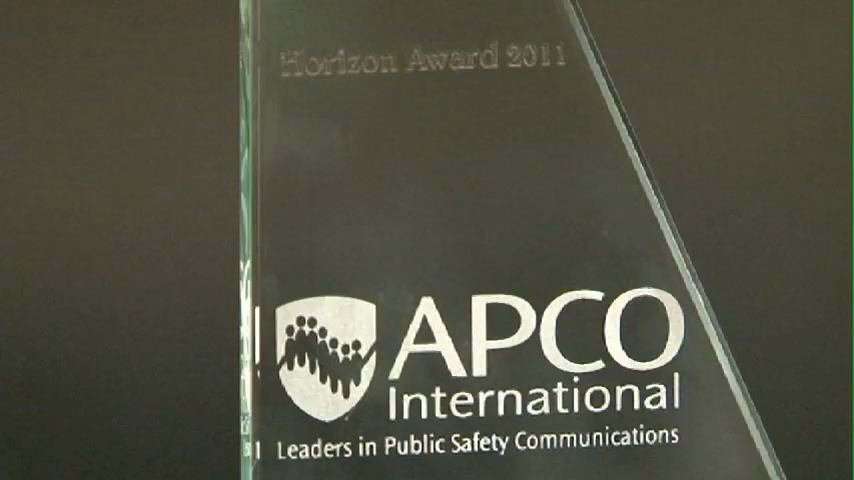 Horizon Award 2011
APCO
International
Leaders in Public Safety Communications